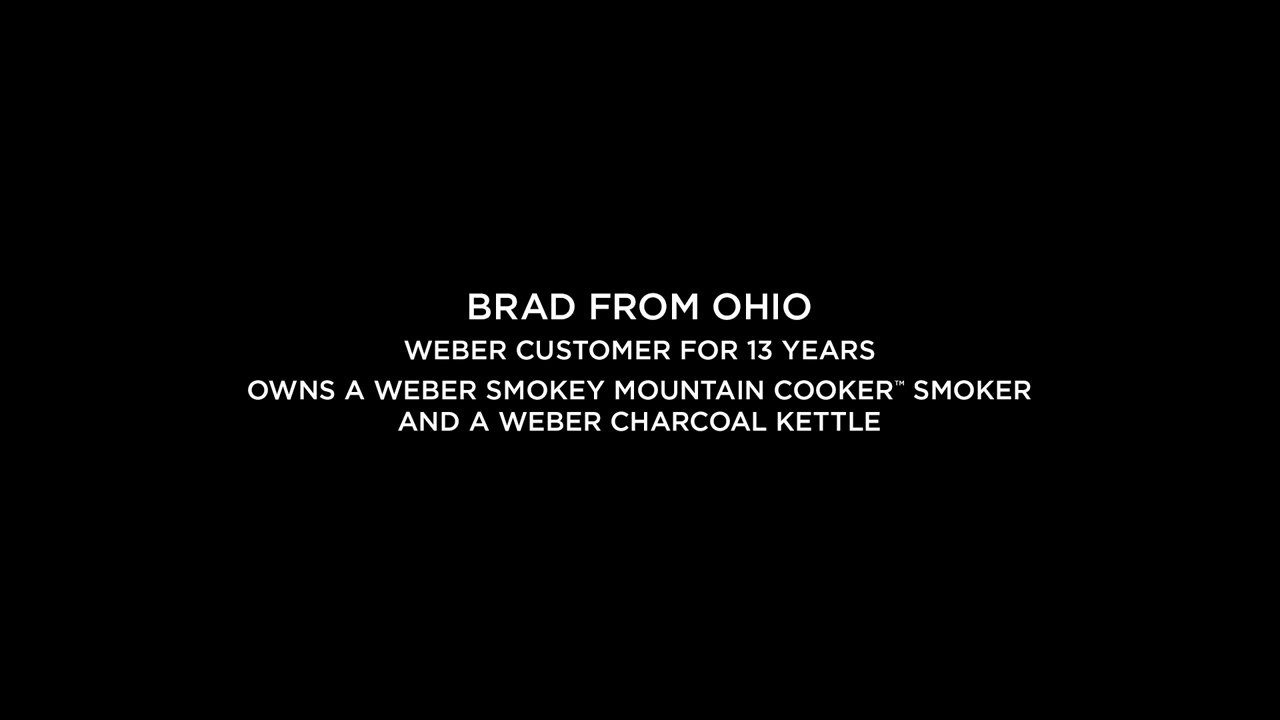 BRAD FROM OHIO
WEBER CUSTOMER FOR 13 YEARS
OWNS A WEBER SMOKEY MOUNTAIN COOKER™ SMOKER
AND A WEBER CHARCOAL KETTLE